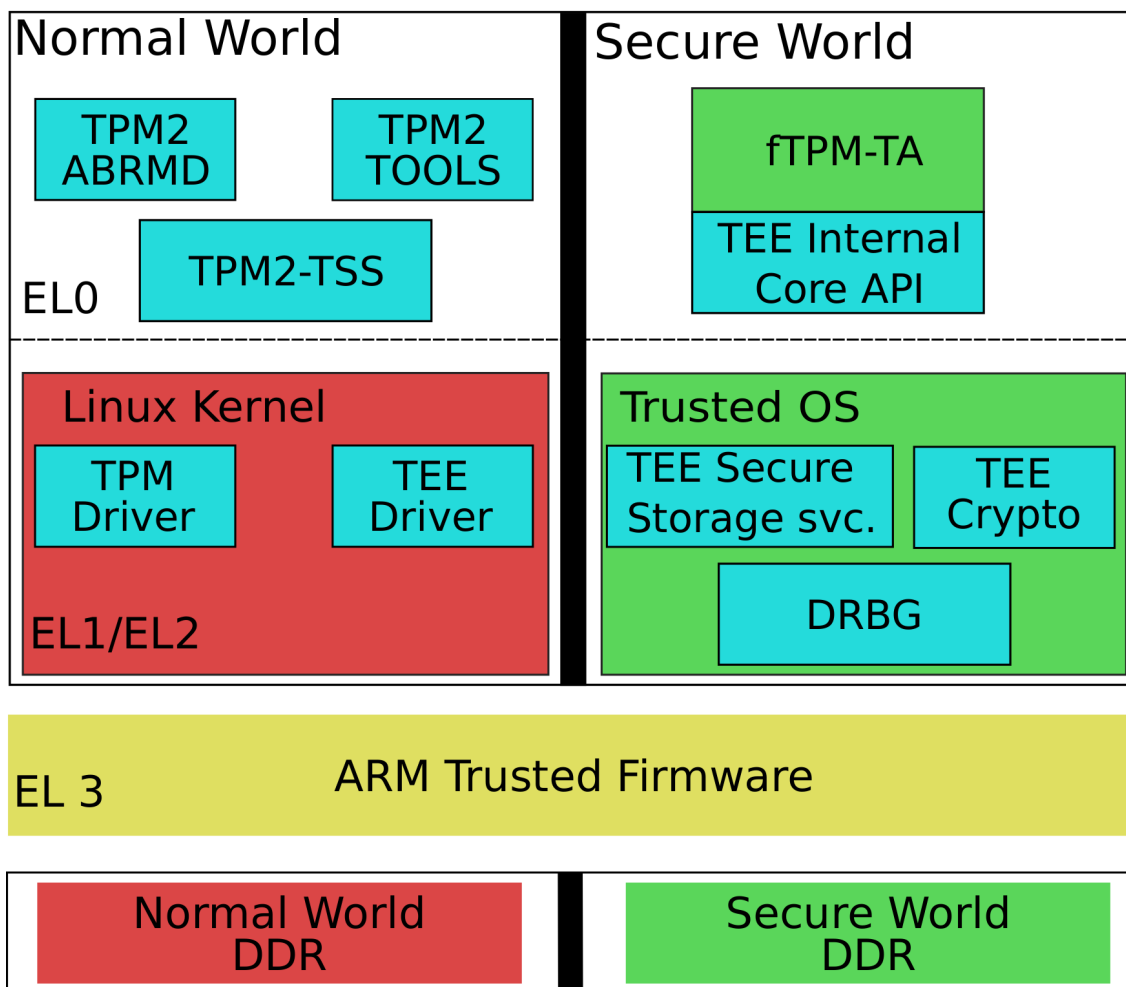 Normal World
TPM2
ABRMD
TPM2
TOOLS
TPM2-TSS
EL0
Linux Kernel
TPM
Driver
TEE
Driver
EL1/EL2
Secure World
fTPM-TA
TEE Internal
Core API
Trusted OS
TEE Secure
Storage svc.
TEE
Crypto
DRBG
EL 3
ARM Trusted Firmware
Normal World
DDR
Secure World
DDR